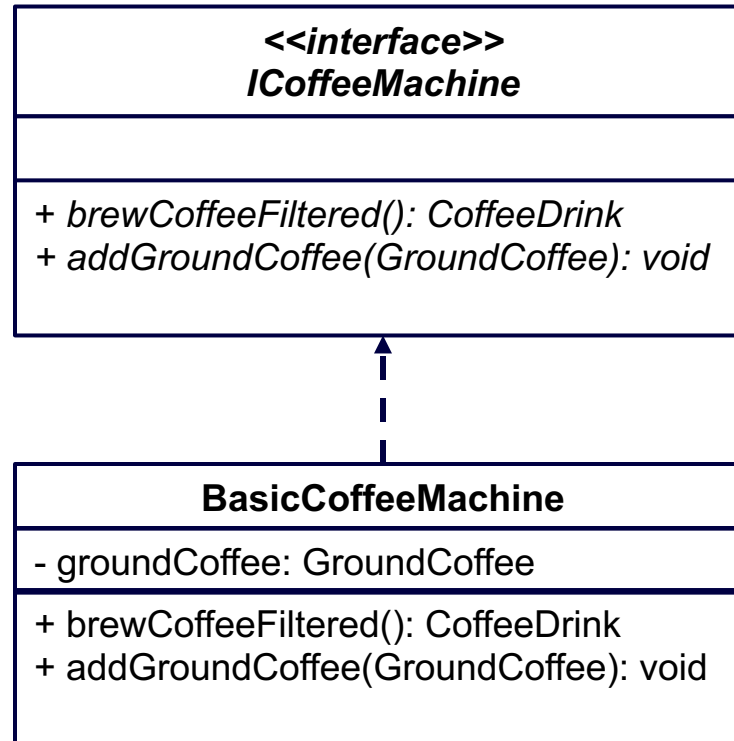 <<interface>>
ICoffeeMachine
+ brewCoffeeFiltered(): CoffeeDrink
+ addGroundCoffee(GroundCoffee): void
BasicCoffeeMachine
- groundCoffee: GroundCoffee
+ brewCoffeeFiltered(): CoffeeDrink
+ addGroundCoffee(GroundCoffee): void